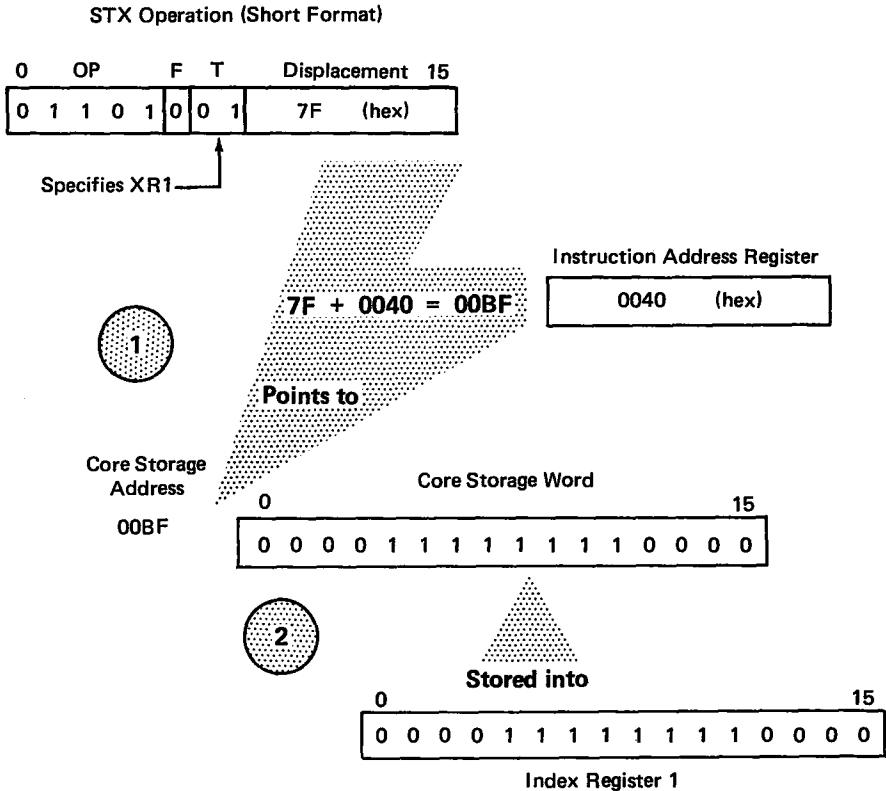 STX Operation (Short Format)
0 OP F T Displacement 15
0 1 1 0 1 0 0 1 7F (hex)
Specifies XR1
Instruction Address Register
7F + 0040 = 00BF
0040 (hex)
1
Points to
Core Storage
Address
00BF
Core Storage Word
0 15
0 0 0 0 1 1 1 1 1 1 1 1 0 0 0 0
2
Stored into
0 15
0 0 0 0 1 1 1 1 1 1 1 1 0 0 0 0
Index Register 1